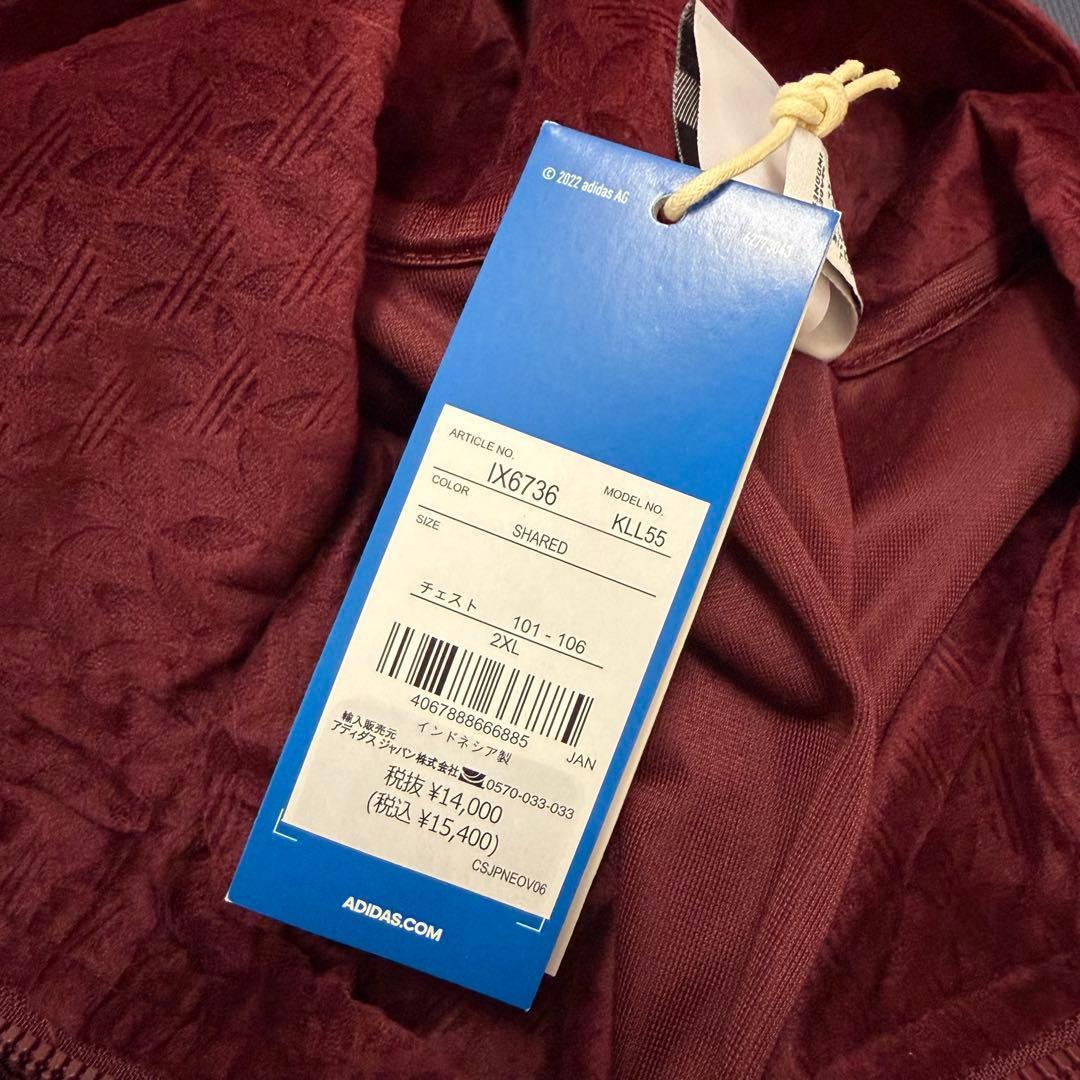 © 2022 adidas AG
62773043
ARTICLE NO.
IX6736
MODEL NO.
KLL55
COLOR
SHARED
SIZE
チェスト 101 - 106
2XL
4067888666885
JAN
インドネシア製
輸入販売元
アディダス ジャパン株式会社 0570-033-033
税抜 ¥14,000
(税込 ¥15,400)
CSJPNEOV06
ADIDAS.COM